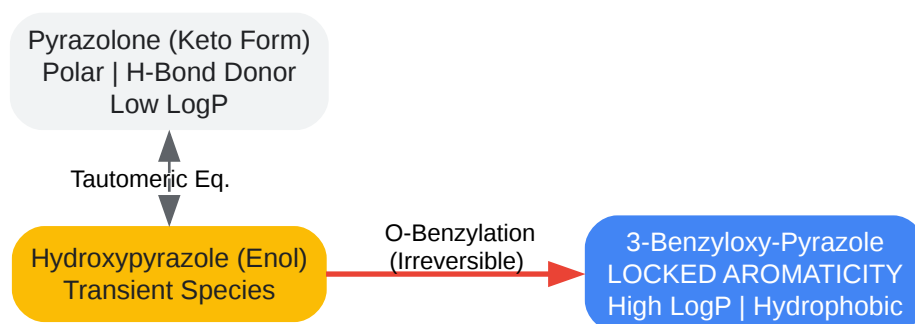 Pyrazolone (Keto Form)
Polar | H-Bond Donor
Low LogP
Tautomeric Eq.
Hydroxypyrazole (Enol)
Transient Species
O-Benzylation
(Irreversible)
3-Benzyloxy-Pyrazole
LOCKED AROMATICITY
High LogP | Hydrophobic